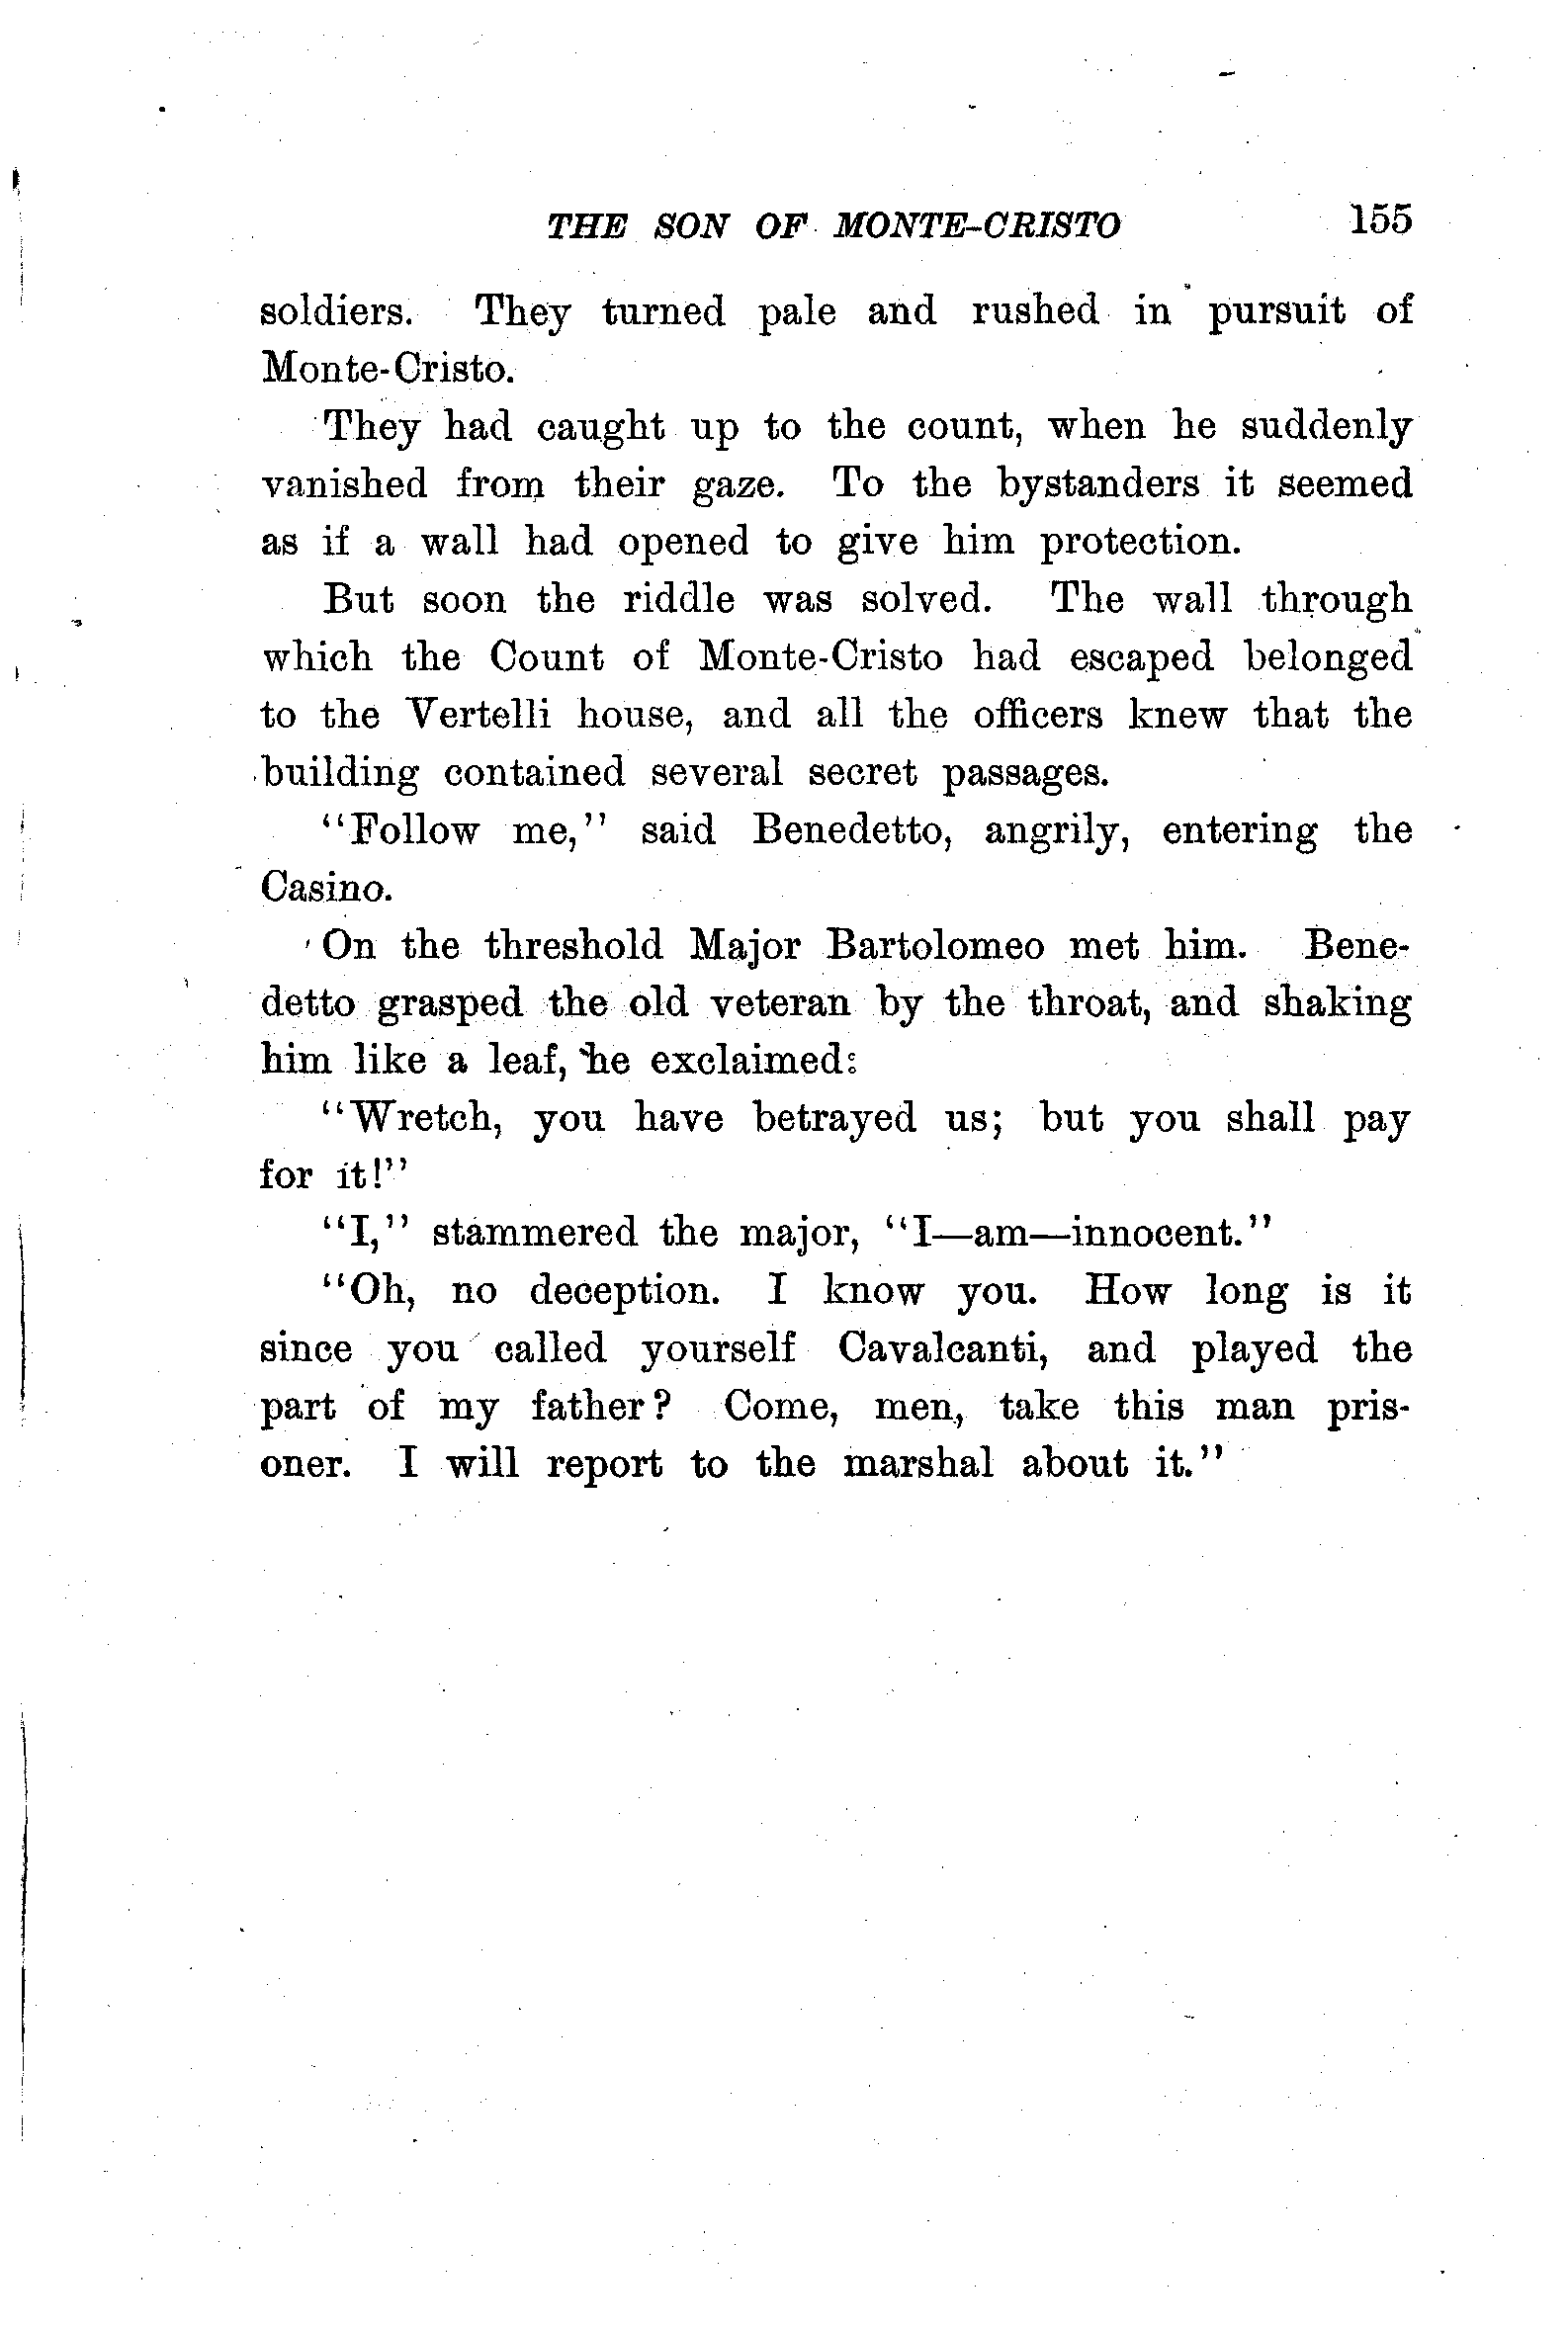 THE SON OF MONTE-CRISTO 155
soldiers. They turned pale and rushed in pursuit of
Monte-Cristo.
They had caught up to the count, when he suddenly
vanished from their gaze. To the bystanders it seemed
as if a wall had opened to give him protection.
But soon the riddle was solved. The wall through
which the Count of Monte-Cristo had escaped belonged
to the Vertelli house, and all the officers knew that the
building contained several secret passages.
"Follow me," said Benedetto, angrily, entering the
Casino.
On the threshold Major Bartolomeo met him. Bene-
detto grasped the old veteran by the throat, and shaking
him like a leaf, he exclaimed:
"Wretch, you have betrayed us; but you shall pay
for it!"
"I," stammered the major, "I—am—innocent."
"Oh, no deception. I know you. How long is it
since you called yourself Cavalcanti, and played the
part of my father? Come, men, take this man pris-
oner. I will report to the marshal about it."